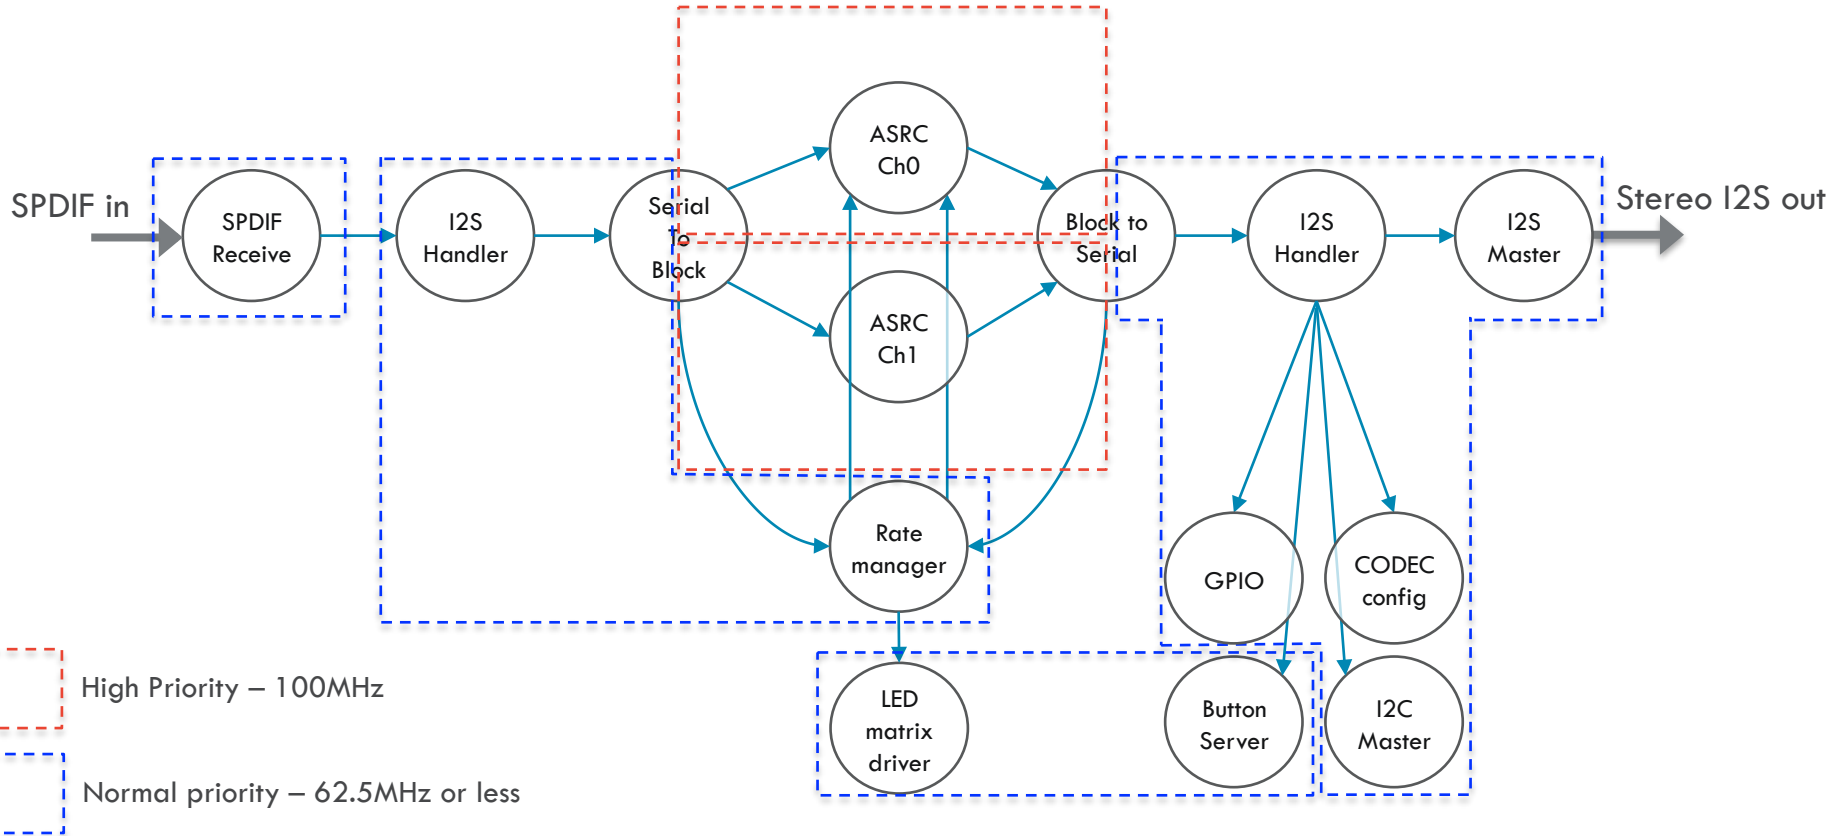 SPDIF in
SPDIF
Receive
I2S
Handler
Serial
To
Block
ASRC
Ch0
ASRC
Ch1
Block to
Serial
I2S
Handler
I2S
Master
Stereo I2S out
Rate
manager
GPIO
CODEC
config
LED
matrix
driver
Button
Server
I2C
Master
High Priority – 100MHz
Normal priority – 62.5MHz or less